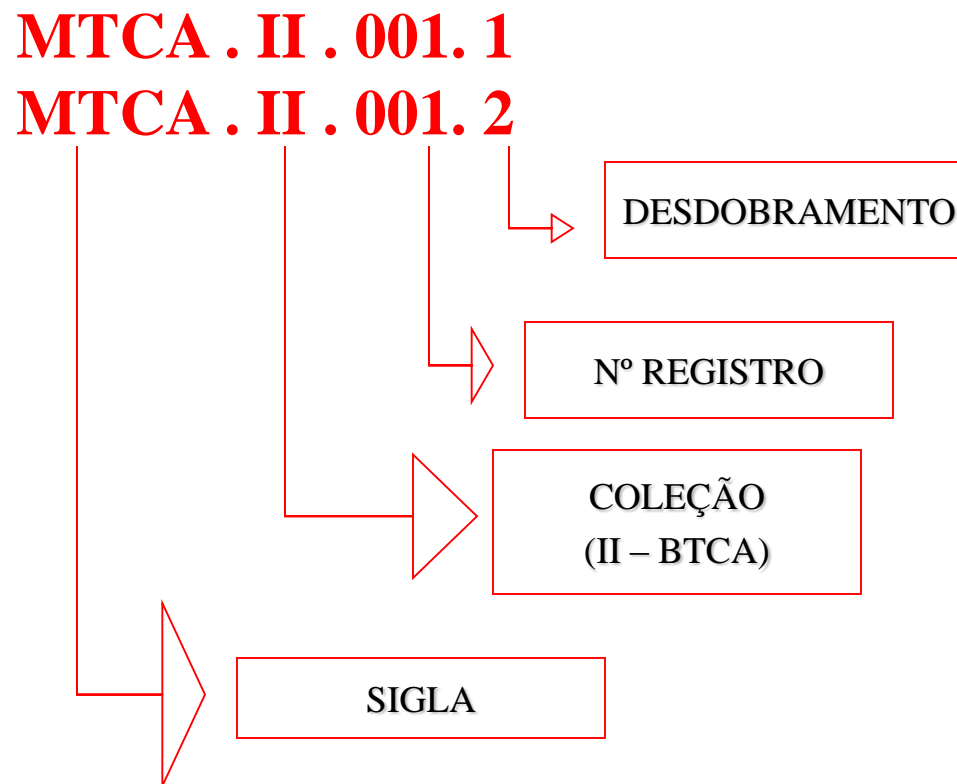 MTCA . II . 001. 1
MTCA . II . 001. 2
DESDOBRAMENTO
Nº REGISTRO
COLEÇÃO
(II – BTCA)
SIGLA